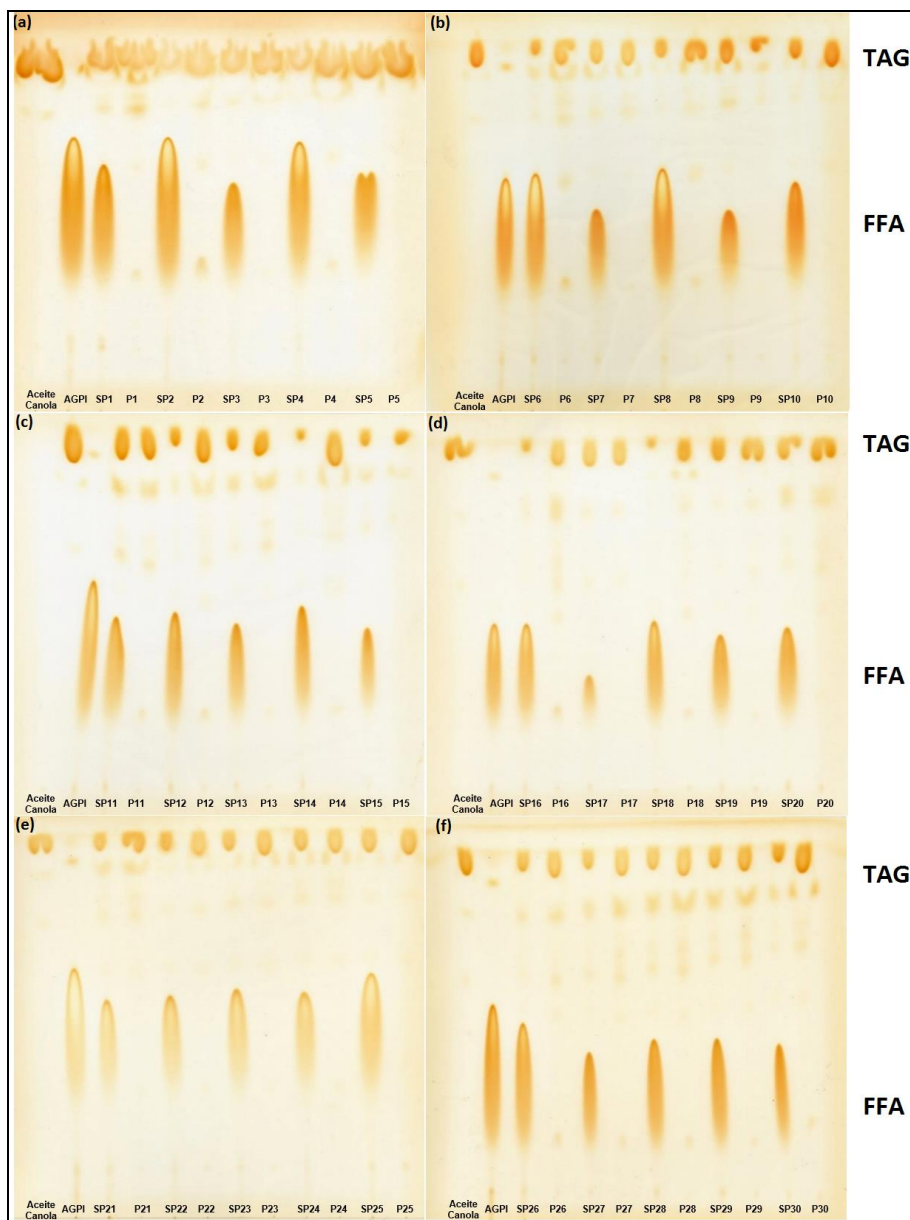 (a)
(b)
TAG
FFA
Aceite
Canola AGPI SP1 P1 SP2 P2 SP3 P3 SP4 P4 SP5 P5
Aceite
Canola AGPI SP6 P6 SP7 P7 SP8 P8 SP9 P9 SP10 P10
(c)
(d)
TAG
FFA
Aceite
Canola AGPI SP11 P11 SP12 P12 SP13 P13 SP14 P14 SP15 P15
Aceite
Canola AGPI SP16 P16 SP17 P17 SP18 P18 SP19 P19 SP20 P20
(e)
(f)
TAG
FFA
Aceite
Canola AGPI SP21 P21 SP22 P22 SP23 P23 SP24 P24 SP25 P25
Aceite
Canola AGPI SP26 P26 SP27 P27 SP28 P28 SP29 P29 SP30 P30